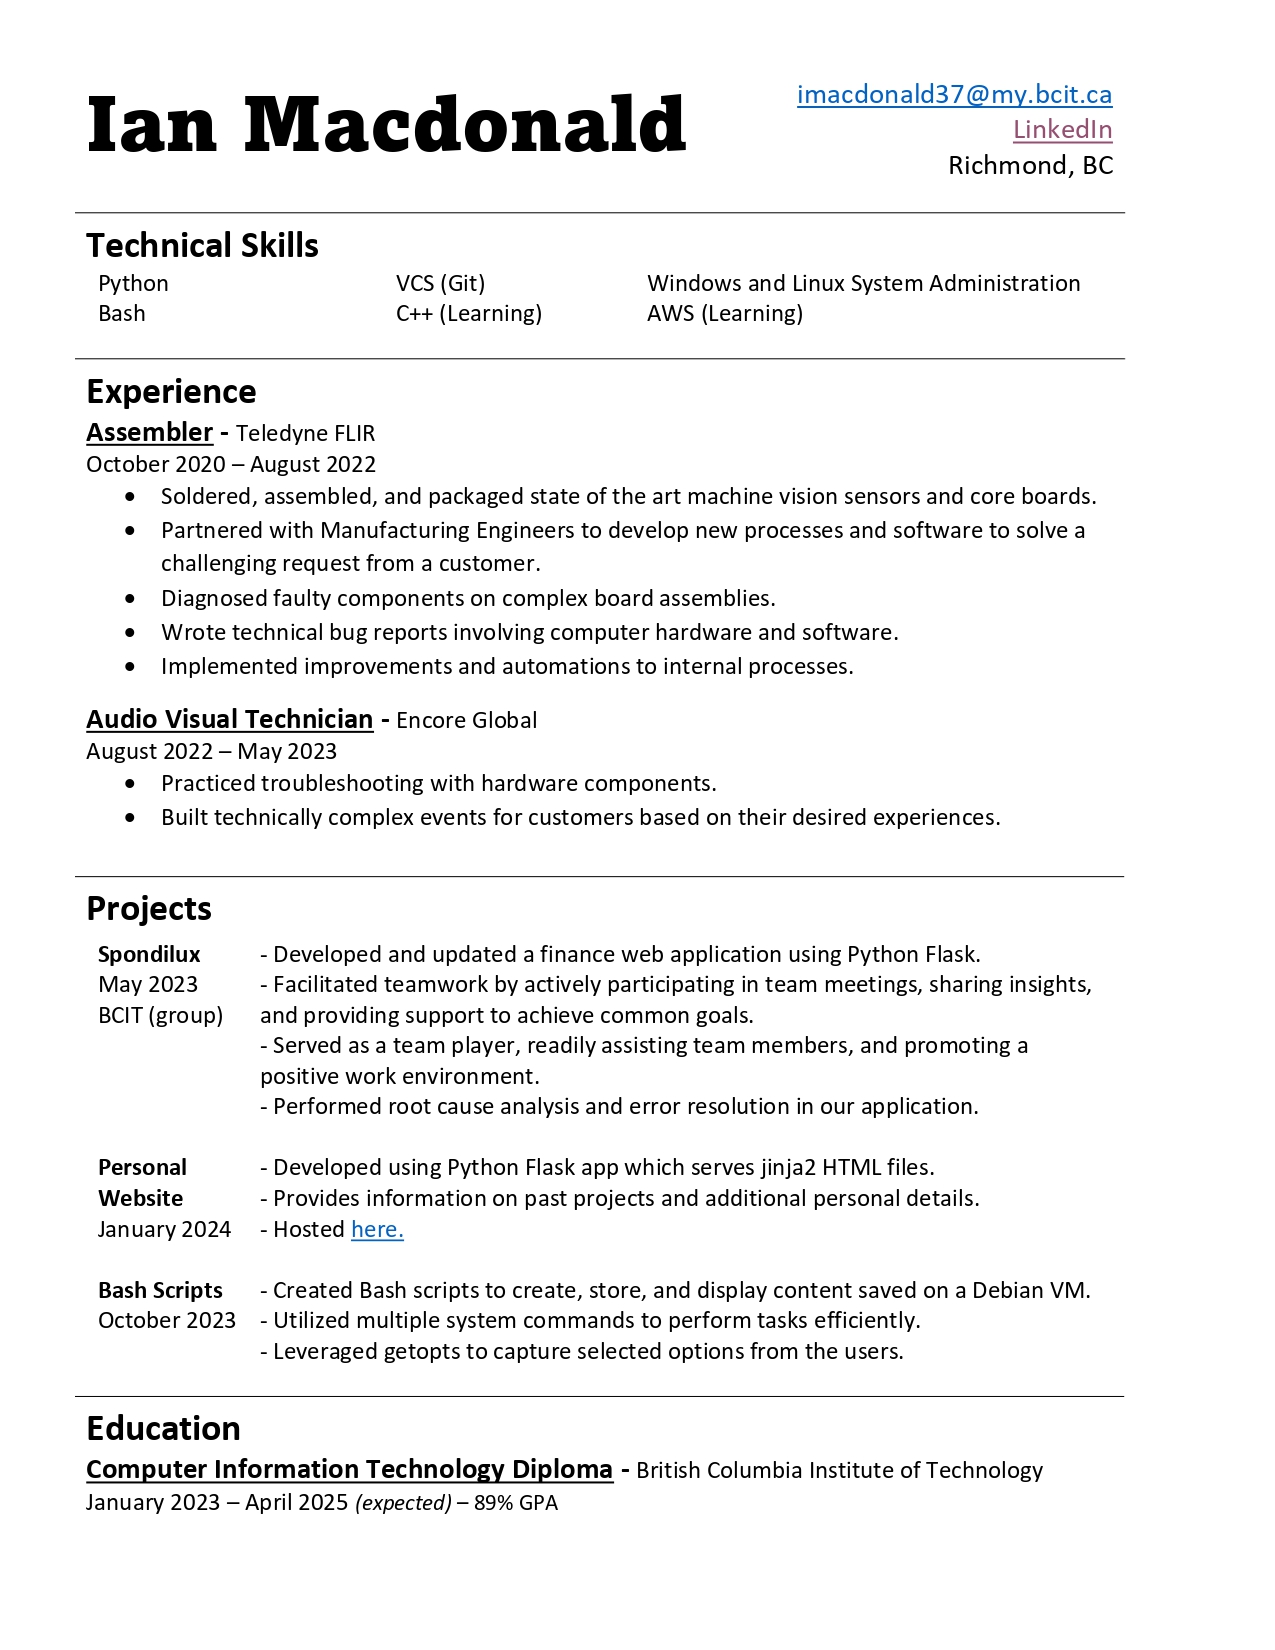 Ian Macdonald
imacdonald37@my.bcit.ca
LinkedIn
Richmond, BC
Technical Skills
Python VCS (Git) Windows and Linux System Administration
Bash C++ (Learning) AWS (Learning)
Experience
Assembler - Teledyne FLIR
October 2020 – August 2022
• Soldered, assembled, and packaged state of the art machine vision sensors and core boards.
• Partnered with Manufacturing Engineers to develop new processes and software to solve a
challenging request from a customer.
• Diagnosed faulty components on complex board assemblies.
• Wrote technical bug reports involving computer hardware and software.
• Implemented improvements and automations to internal processes.
Audio Visual Technician - Encore Global
August 2022 – May 2023
• Practiced troubleshooting with hardware components.
• Built technically complex events for customers based on their desired experiences.
Projects
Spondilux - Developed and updated a finance web application using Python Flask.
May 2023 - Facilitated teamwork by actively participating in team meetings, sharing insights,
BCIT (group) and providing support to achieve common goals.
- Served as a team player, readily assisting team members, and promoting a
positive work environment.
- Performed root cause analysis and error resolution in our application.
Personal - Developed using Python Flask app which serves jinja2 HTML files.
Website - Provides information on past projects and additional personal details.
January 2024 - Hosted here.
Bash Scripts - Created Bash scripts to create, store, and display content saved on a Debian VM.
October 2023 - Utilized multiple system commands to perform tasks efficiently.
- Leveraged getopts to capture selected options from the users.
Education
Computer Information Technology Diploma - British Columbia Institute of Technology
January 2023 – April 2025 (expected) – 89% GPA